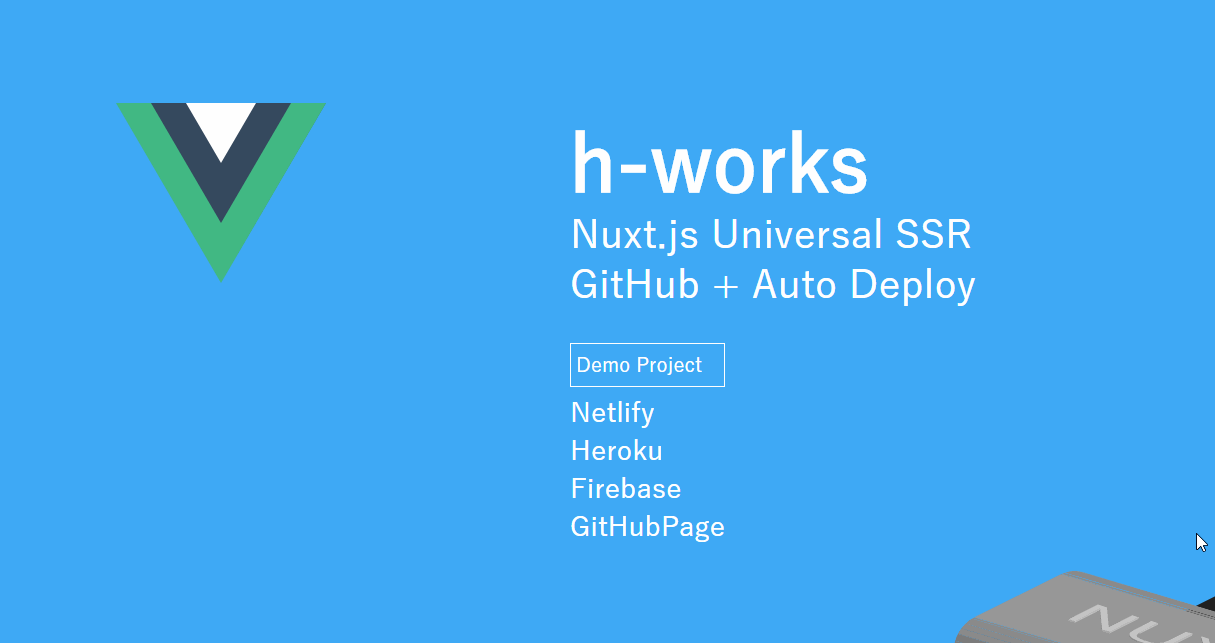 h-works
Nuxt.js Universal SSR
GitHub + Auto Deploy
Demo Project
Netlify
Heroku
Firebase
GitHubPage